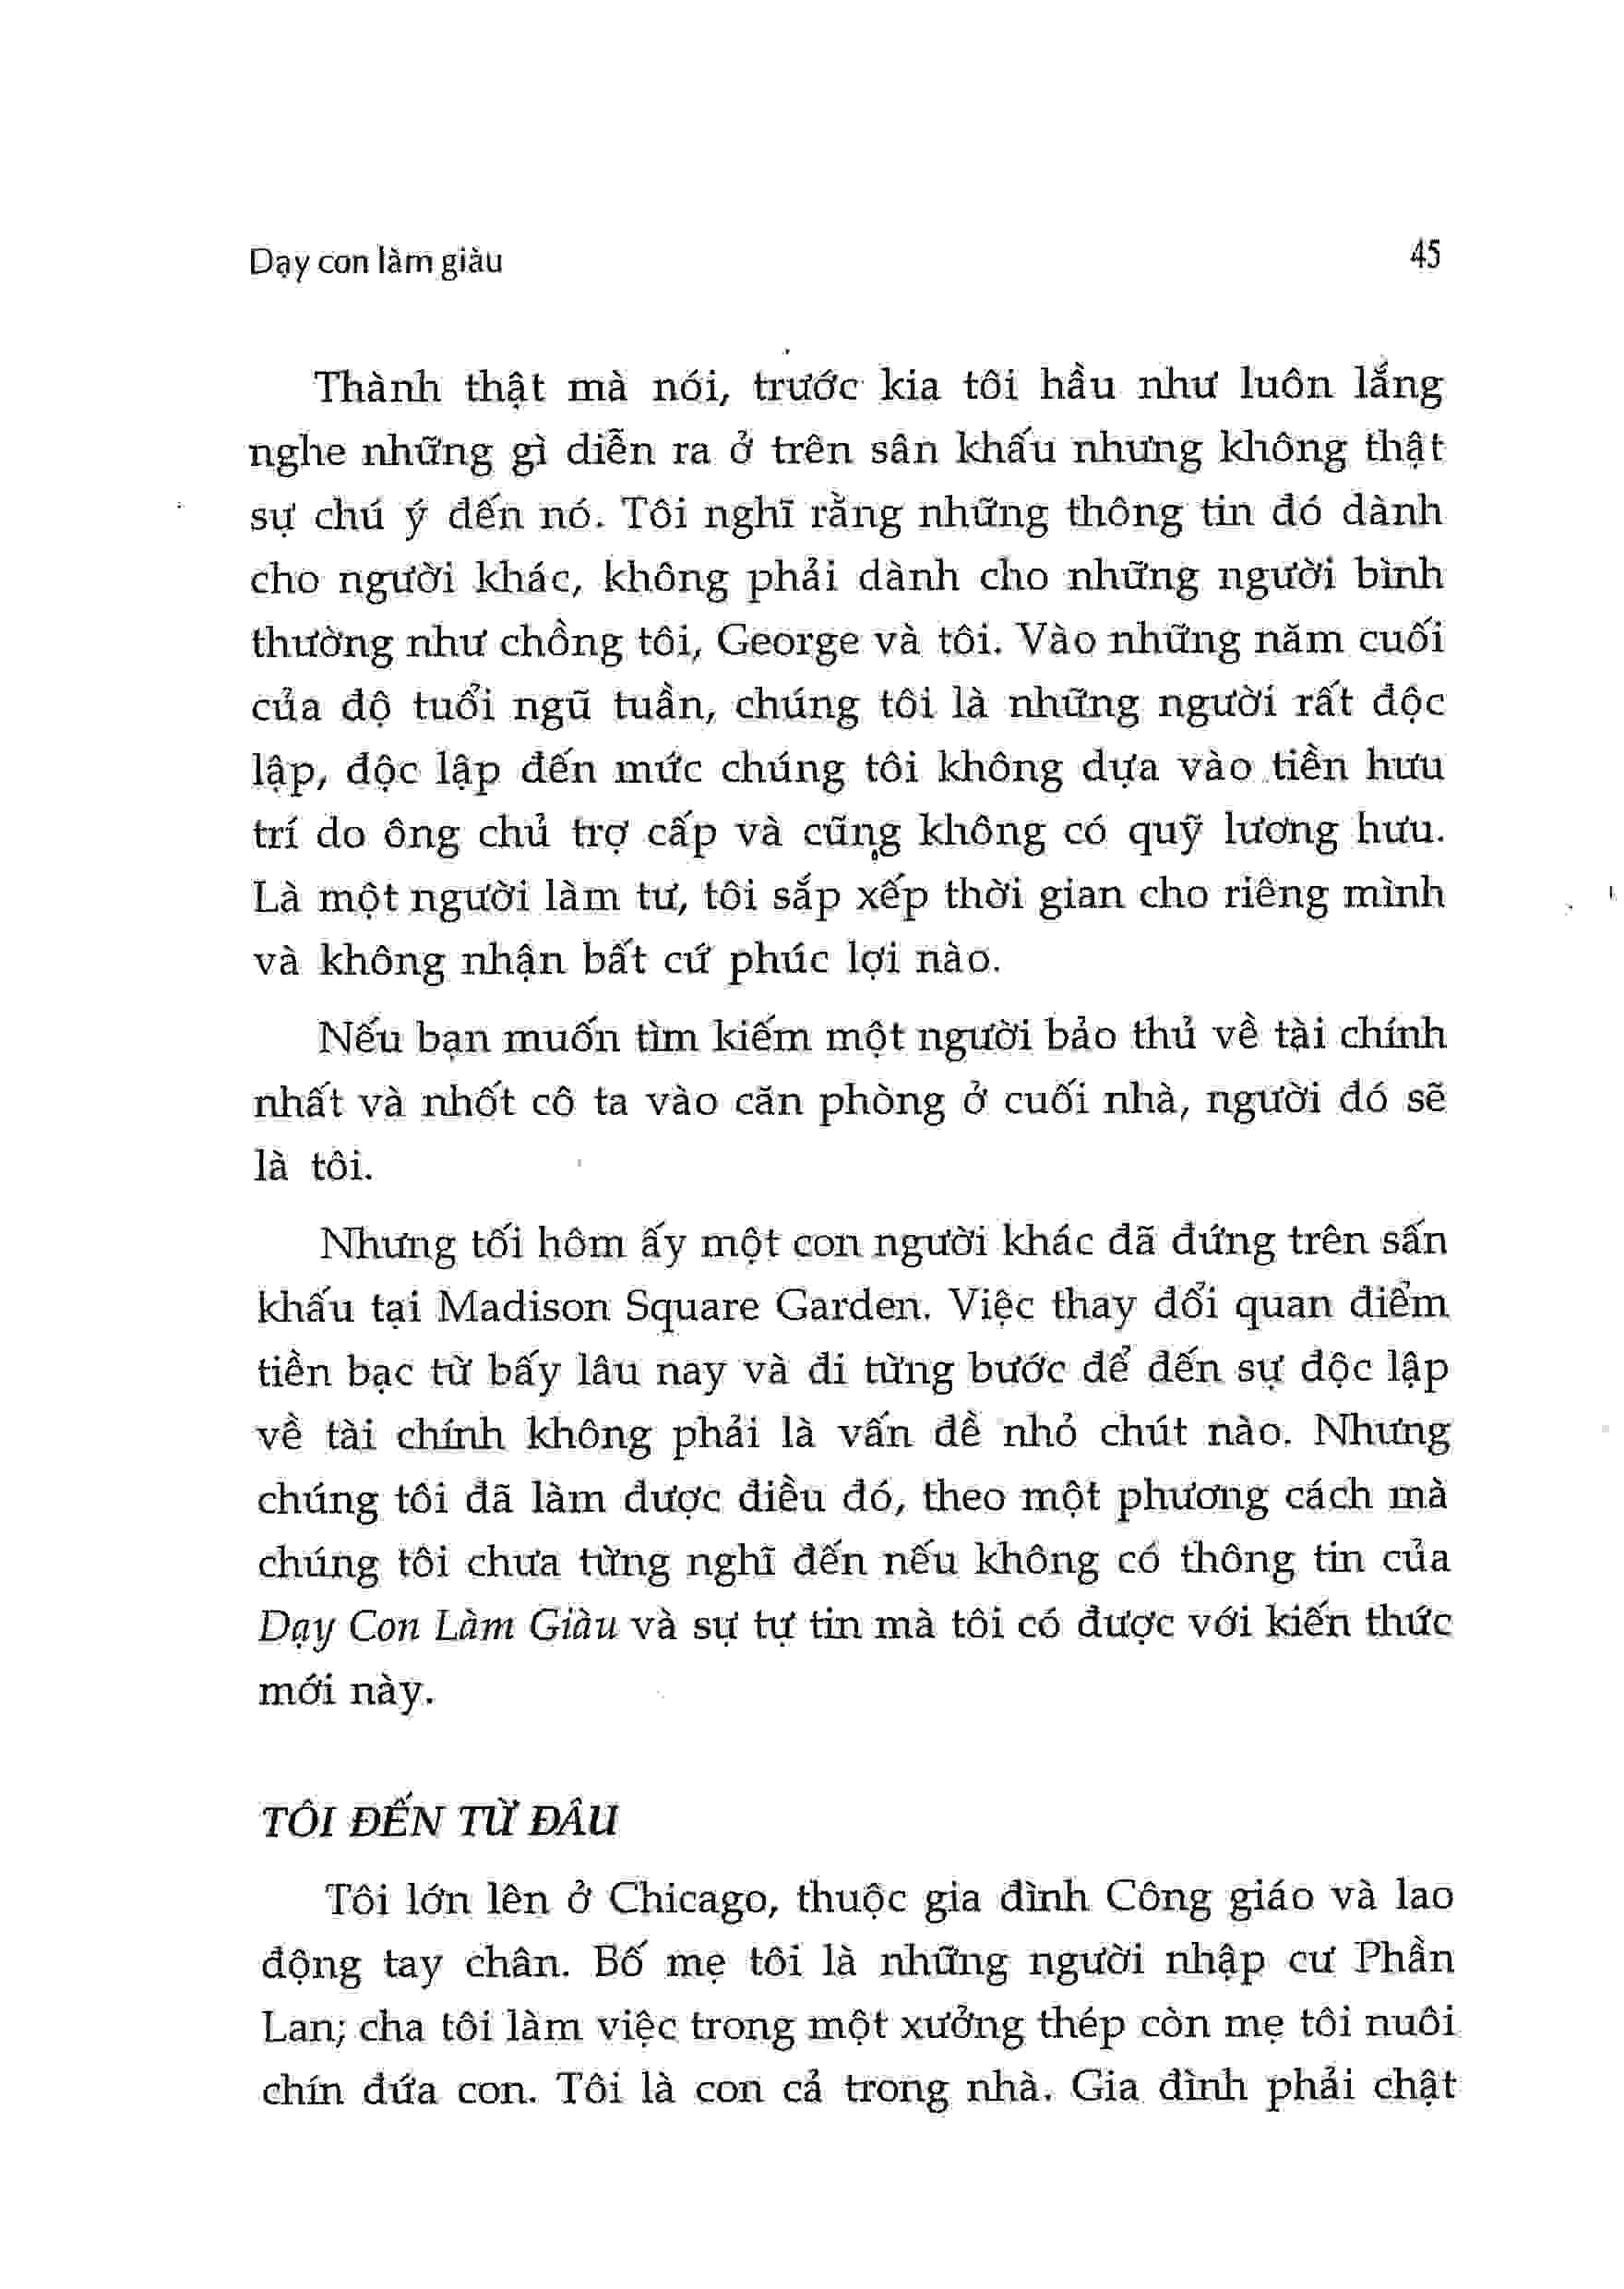 Dạy con làm giàu
45
Thành thật mà nói, trước kia tôi hầu như luôn lắng
nghe những gì diễn ra ở trên sân khấu nhưng không thật
sự chú ý đến nó. Tôi nghĩ rằng những thông tin đó dành
cho người khác, không phải dành cho những người bình
thường như chồng tôi, George và tôi. Vào những năm cuối
của độ tuổi ngũ tuần, chúng tôi là những người rất độc
lập, độc lập đến mức chúng tôi không dựa vào tiền hưu
trí do ông chủ trợ cấp và cũng không có quỹ lương hưu.
Là một người làm tư, tôi sắp xếp thời gian cho riêng mình
và không nhận bất cứ phúc lợi nào.
Nếu bạn muốn tìm kiếm một người bảo thủ về tài chính
nhất và nhốt cô ta vào căn phòng ở cuối nhà, người đó sẽ
là tôi.
Nhưng tối hôm ấy một con người khác đã đứng trên sấn
khấu tại Madison Square Garden. Việc thay đổi quan điểm
tiền bạc từ bấy lâu nay và đi từng bước để đến sự độc lập
về tài chính không phải là vấn đề nhỏ chút nào. Nhưng
chúng tôi đã làm được điều đó, theo một phương cách mà
chúng tôi chưa từng nghĩ đến nếu không có thông tin của
Dạy Con Làm Giàu và sự tự tin mà tôi có được với kiến thức
mới này.
TÔI ĐẾN TỪ ĐÂU
Tôi lớn lên ở Chicago, thuộc gia đình Công giáo và lao
động tay chân. Bố mẹ tôi là những người nhập cư Phần
Lan; cha tôi làm việc trong một xưởng thép còn mẹ tôi nuôi
chín đứa con. Tôi là con cả trong nhà. Gia đình phải chật